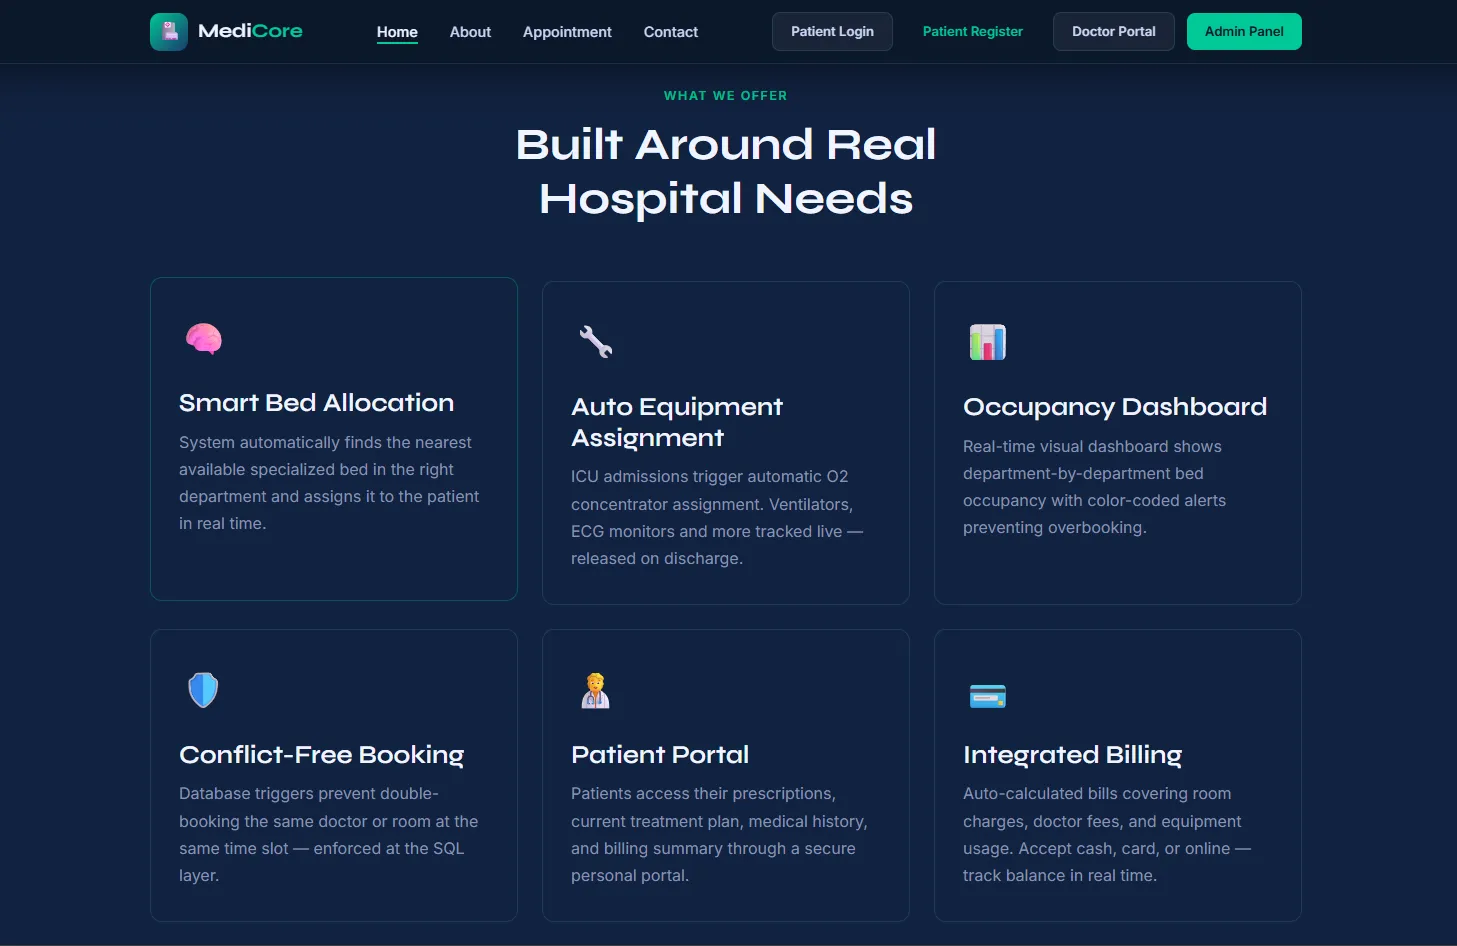 MediCore
Home
About
Appointment
Contact
Patient Login
Patient Register
Doctor Portal
Admin Panel
WHAT WE OFFER
Built Around Real
Hospital Needs
Smart Bed Allocation
System automatically finds the nearest
available specialized bed in the right
department and assigns it to the patient
in real time.
Auto Equipment
Assignment
ICU admissions trigger automatic O2
concentrator assignment. Ventilators,
ECG monitors and more tracked live —
released on discharge.
Occupancy Dashboard
Real-time visual dashboard shows
department-by-department bed
occupancy with color-coded alerts
preventing overbooking.
Conflict-Free Booking
Database triggers prevent double-
booking the same doctor or room at the
same time slot — enforced at the SQL
layer.
Patient Portal
Patients access their prescriptions,
current treatment plan, medical history,
and billing summary through a secure
personal portal.
Integrated Billing
Auto-calculated bills covering room
charges, doctor fees, and equipment
usage. Accept cash, card, or online —
track balance in real time.